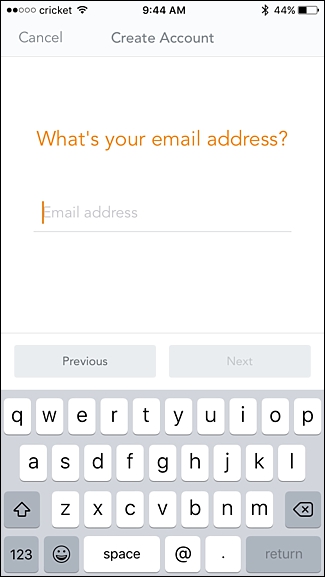 cricket 9:44 AM 44%
Cancel Create Account
What's your email address?
Email address
Previous Next
q w e r t y u i o p
a s d f g h j k l
z x c v b n m
123 space @ . return